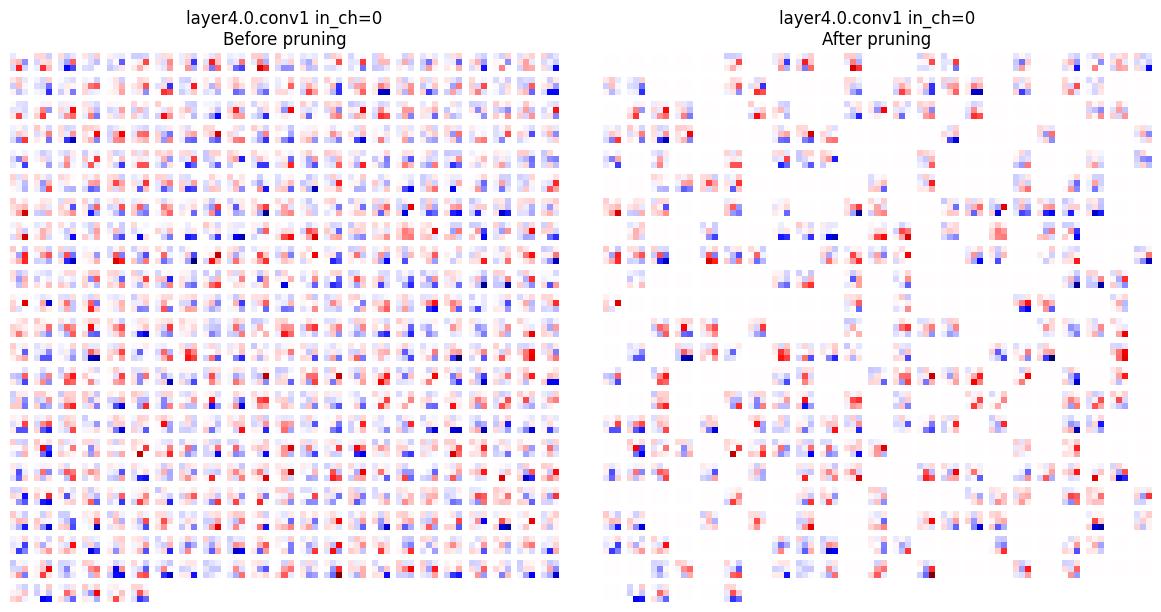 layer4.0.conv1 in_ch=0
Before pruning
layer4.0.conv1 in_ch=0
After pruning